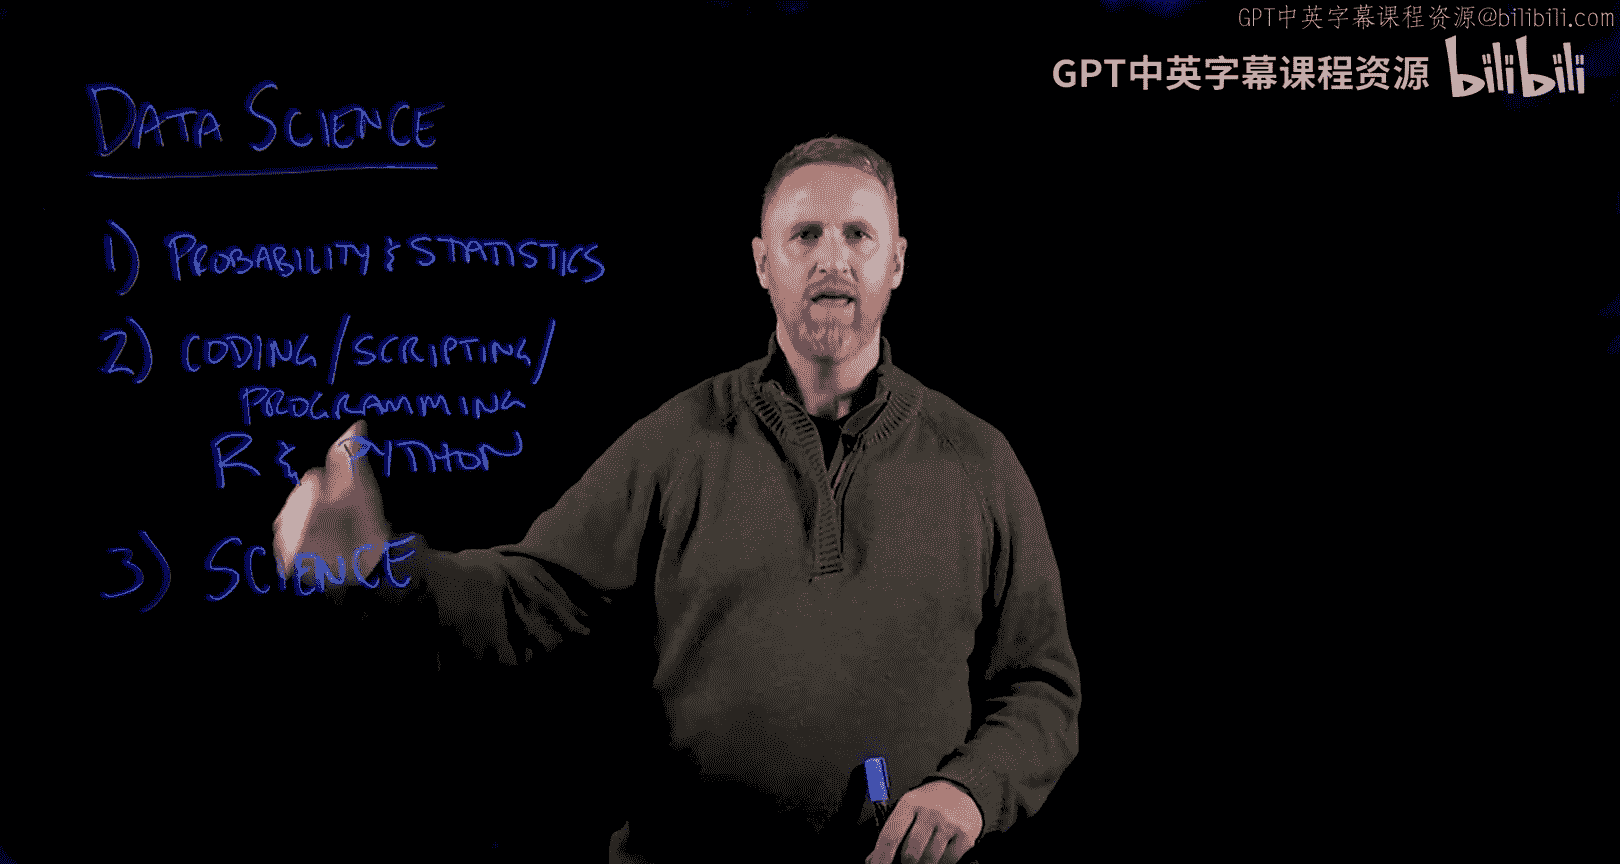 GPT中英字幕课程资源@bilibili.com
GPT中英字幕课程资源 bilibili
DATA SCIENCE
1) PROBABILITY & STATISTICS
2) CODING/SCRIPTING/
PROGRAMMING
R & PYTHON
3) SCIENCE